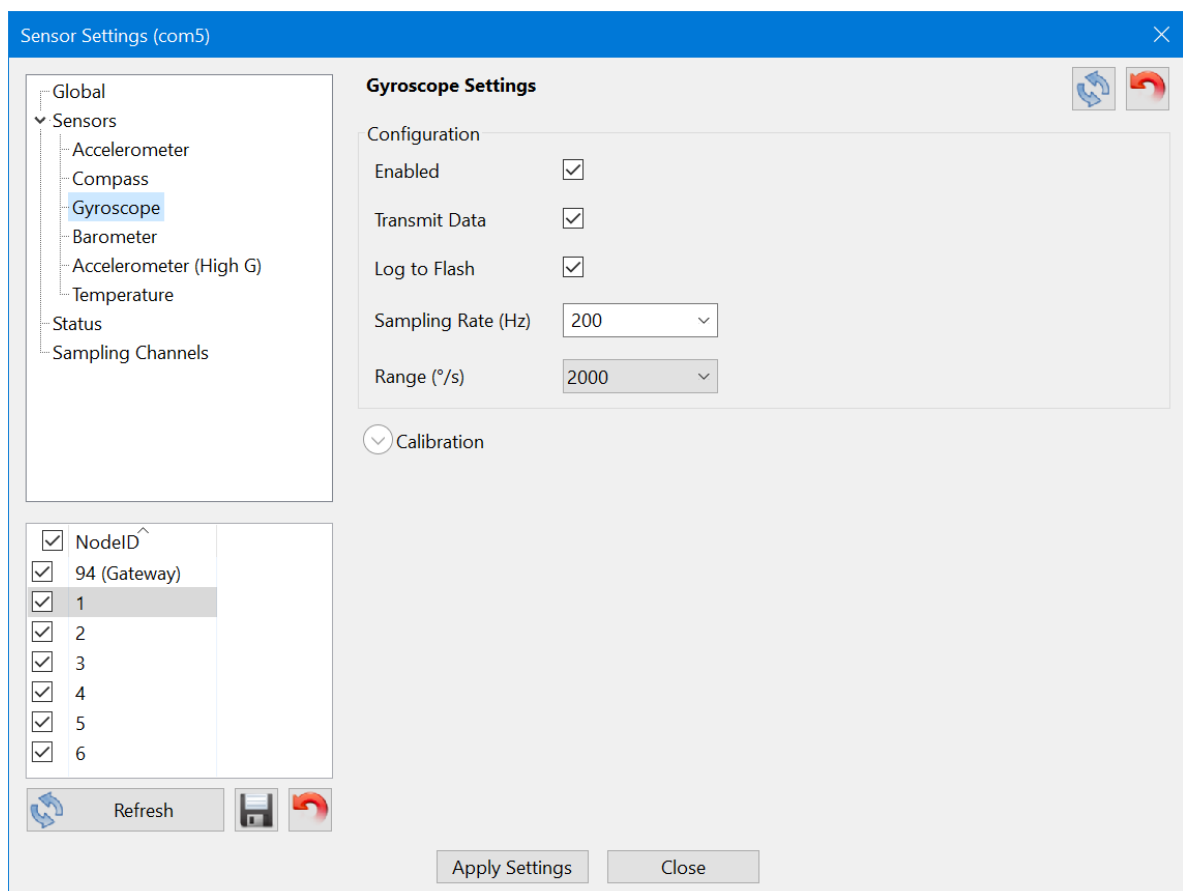 Sensor Settings (com5)
Global
Sensors
Accelerometer
Compass
Gyroscope
Barometer
Accelerometer (High G)
Temperature
Status
Sampling Channels
Gyroscope Settings
Configuration
Enabled
Transmit Data
Log to Flash
Sampling Rate (Hz) 200
Range (°/s) 2000
Calibration
NodeID
94 (Gateway)
1
2
3
4
5
6
Refresh
Apply Settings Close